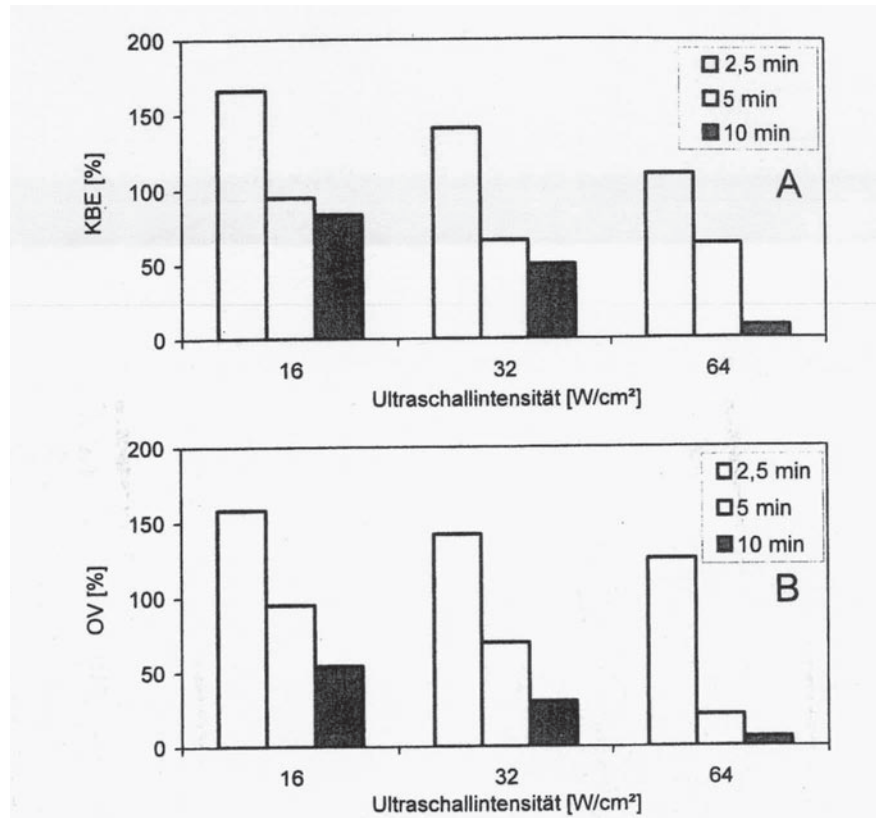 200
150
100
50
0
KBE [%]
2,5 min
5 min
10 min
A
16 32 64
Ultraschallintensität [W/cm²]
200
150
100
50
0
OV [%]
2,5 min
5 min
10 min
B
16 32 64
Ultraschallintensität [W/cm²]